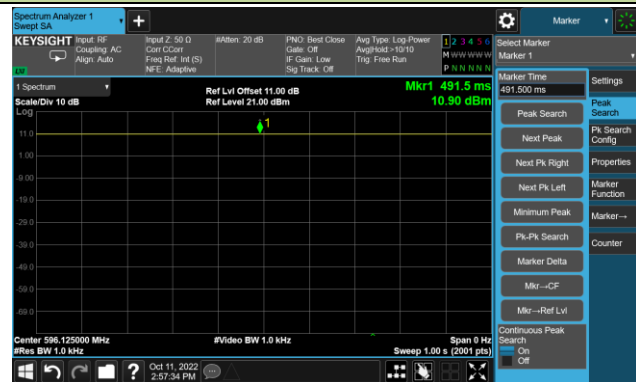 Spectrum Analyzer 1
Swept SA
Marker
KEYSIGHT
Input: RF
Coupling: AC
Align: Auto
Input Z: 50 Ω
Corr CCorr
Freq Ref: Int (S)
NFE: Adaptive
#Atten: 20 dB
PNO: Best Close
Gate: Off
IF Gain: Low
Sig Track: Off
Avg Type: Log-Power
Avg|Hold:>10/10
Trig: Free Run
1 2 3 4 5 6
M W W W W W
P N N N N N
LW
1 Spectrum
Scale/Div 10 dB
Log
Ref Lvl Offset 11.00 dB
Ref Level 21.00 dBm
Mkr1 491.5 ms
10.90 dBm
1
11.0
1.00
-9.00
-19.0
-29.0
-39.0
-49.0
-59.0
-69.0
Center 596.125000 MHz
#Res BW 1.0 kHz
#Video BW 1.0 kHz
Span 0 Hz
Sweep 1.00 s (2001 pts)
Select Marker
Marker 1
Marker Time
491.500 ms
Peak Search
Next Peak
Next Pk Right
Next Pk Left
Minimum Peak
Pk-Pk Search
Marker Delta
Mkr→CF
Mkr→Ref Lvl
Continuous Peak
Search
On
Off
Settings
Peak
Search
Pk Search
Config
Properties
Marker
Function
Marker→
Counter
?
Oct 11, 2022
2:57:34 PM